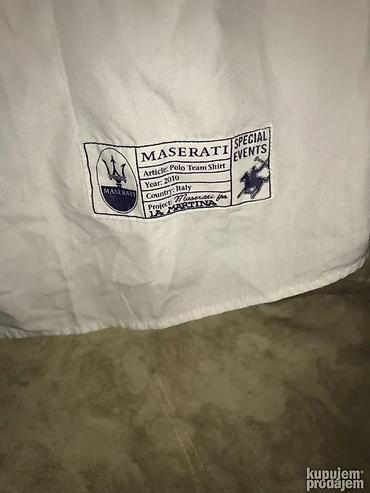 MASERATI
MASERATI
Article: Polo Team Shirt
Year: 2010
Country: Italy
Project: Maserati for
LA MARTINA
SPECIAL
EVENTS
kupujem
prodajem